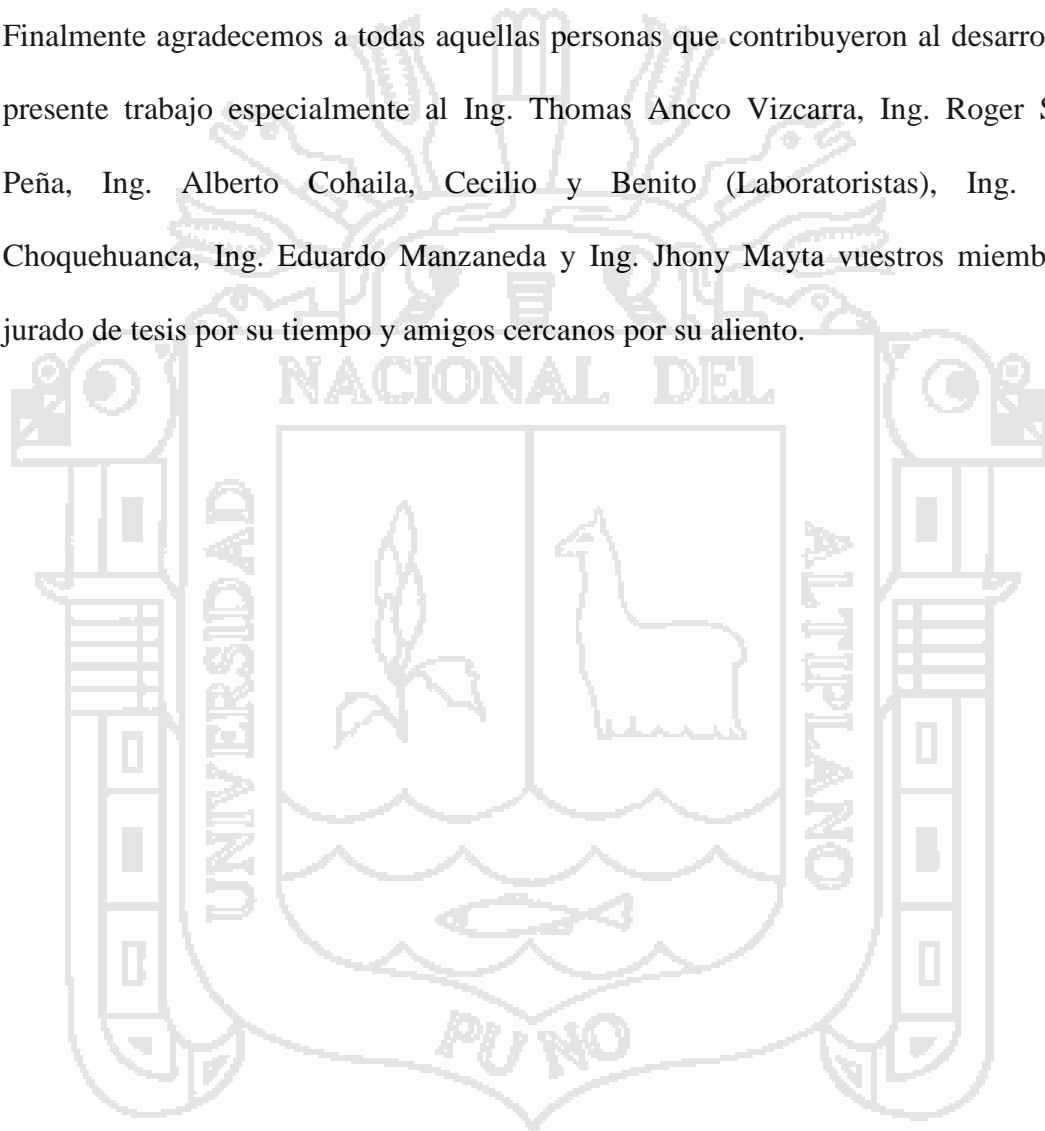 Finalmente agradecemos a todas aquellas personas que contribuyeron al desarro
presente trabajo especialmente al Ing. Thomas Ancco Vizcarra, Ing. Roger S
Peña, Ing. Alberto Cohaila, Cecilio y Benito (Laboratoristas), Ing.
Choquehuanca, Ing. Eduardo Manzaneda y Ing. Jhony Mayta vuestros miemb
jurado de tesis por su tiempo y amigos cercanos por su aliento.
NACIONAL DEL
UNIVERSIDAD
ALTIPLANO
PUNO